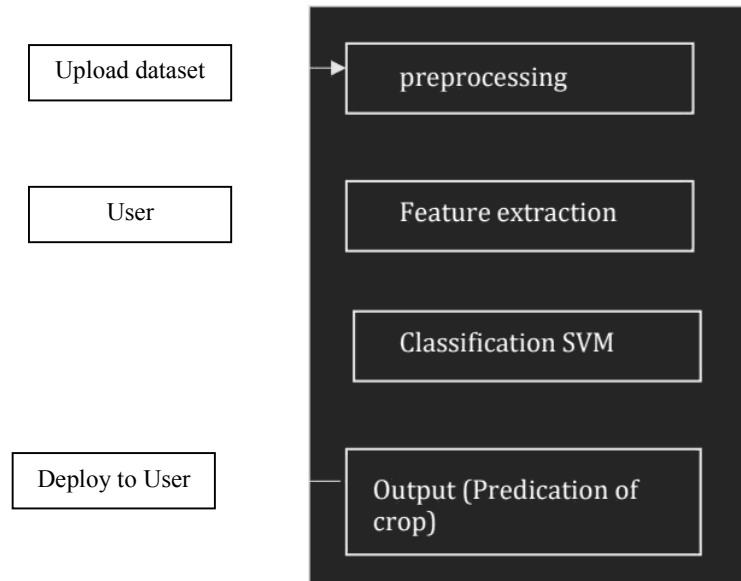 Upload dataset
preprocessing
User
Feature extraction
Classification SVM
Deploy to User
Output (Predication of
crop)